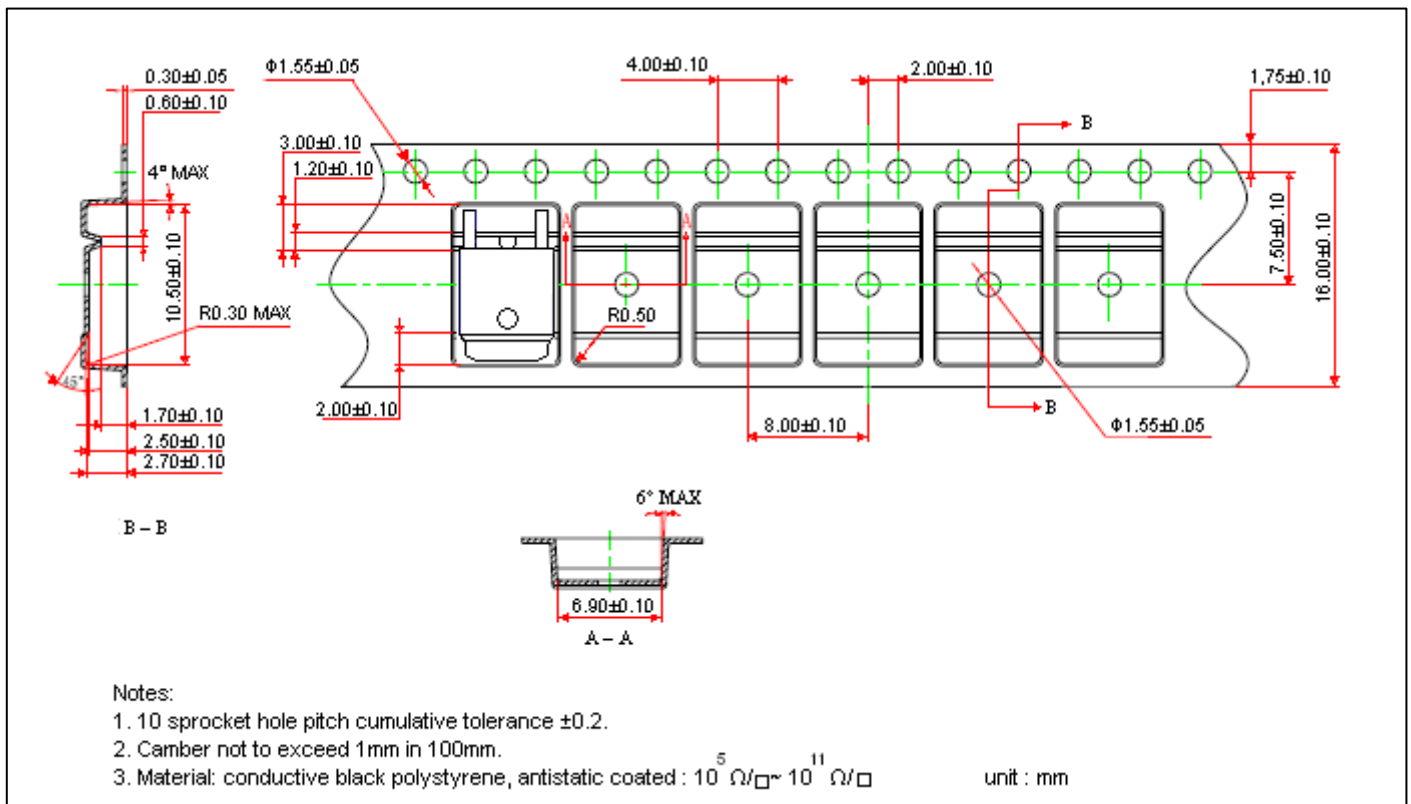 0.30±0.05
0.60±0.10
Φ1.55±0.05
4.00±0.10
2.00±0.10
1,75±0.10
B
3.00±0.10
1.20±0.10
4° MAX
A
A
10.50±0.10
7.50±0.10
16.00±0.10
R0.30 MAX
R0.50
45°
1.70±0.10
2.50±0.10
2.70±0.10
2.00±0.10
8.00±0.10
B
Φ1.55±0.05
B – B
6° MAX
6.90±0.10
A – A
Notes:
1. 10 sprocket hole pitch cumulative tolerance ±0.2.
2. Camber not to exceed 1mm in 100mm.
3. Material: conductive black polystyrene, antistatic coated : 10⁵ Ω/□~ 10¹¹ Ω/□ unit : mm